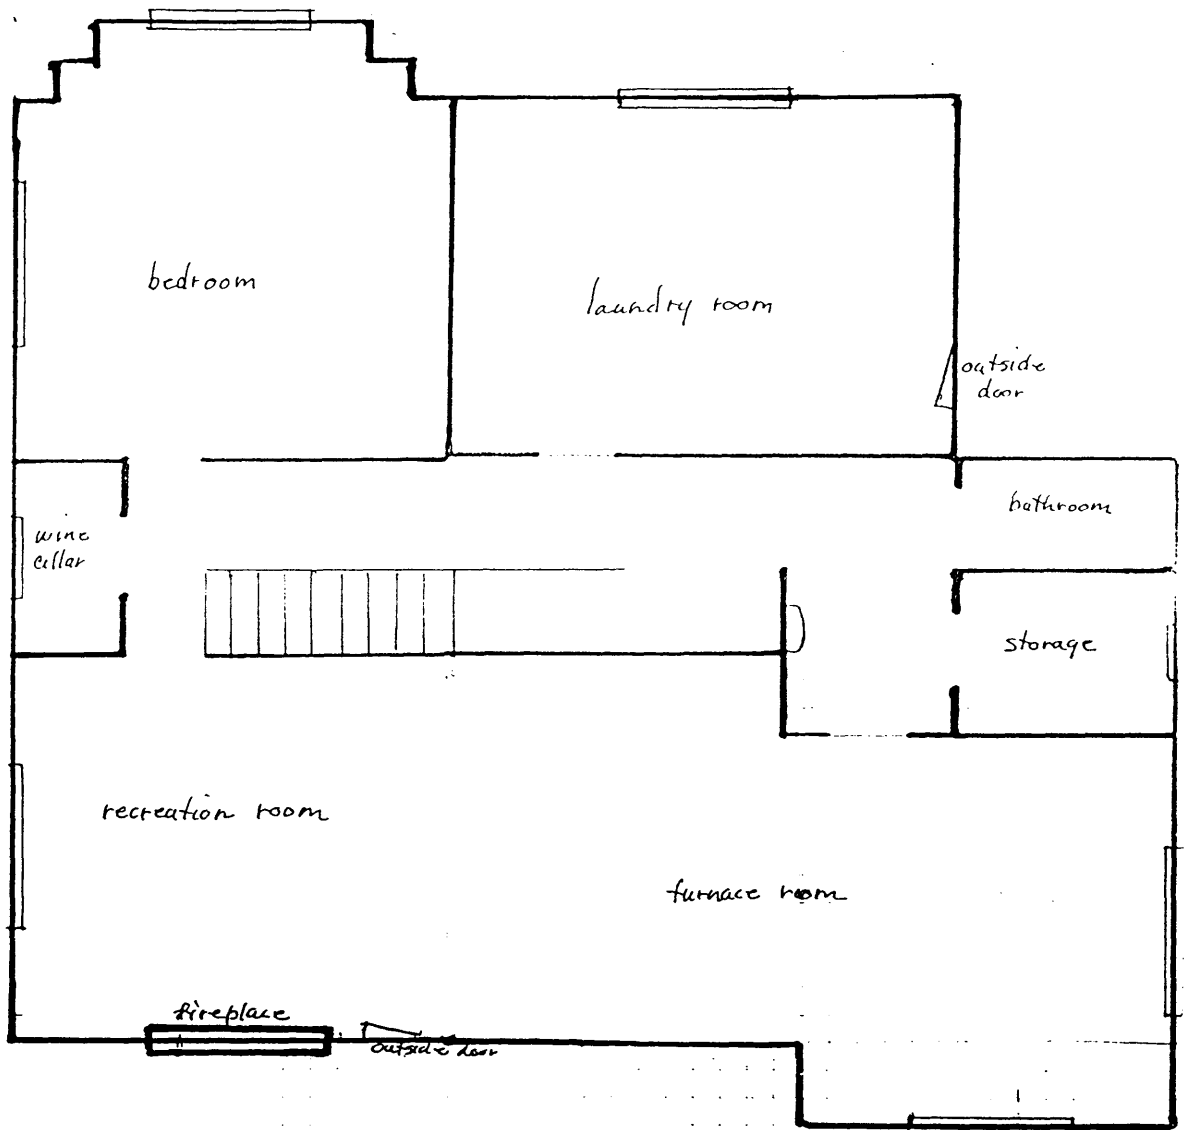 bedroom
laundry room
outside
door
bathroom
wine
cellar
storage
recreation room
furnace room
fireplace
outside door